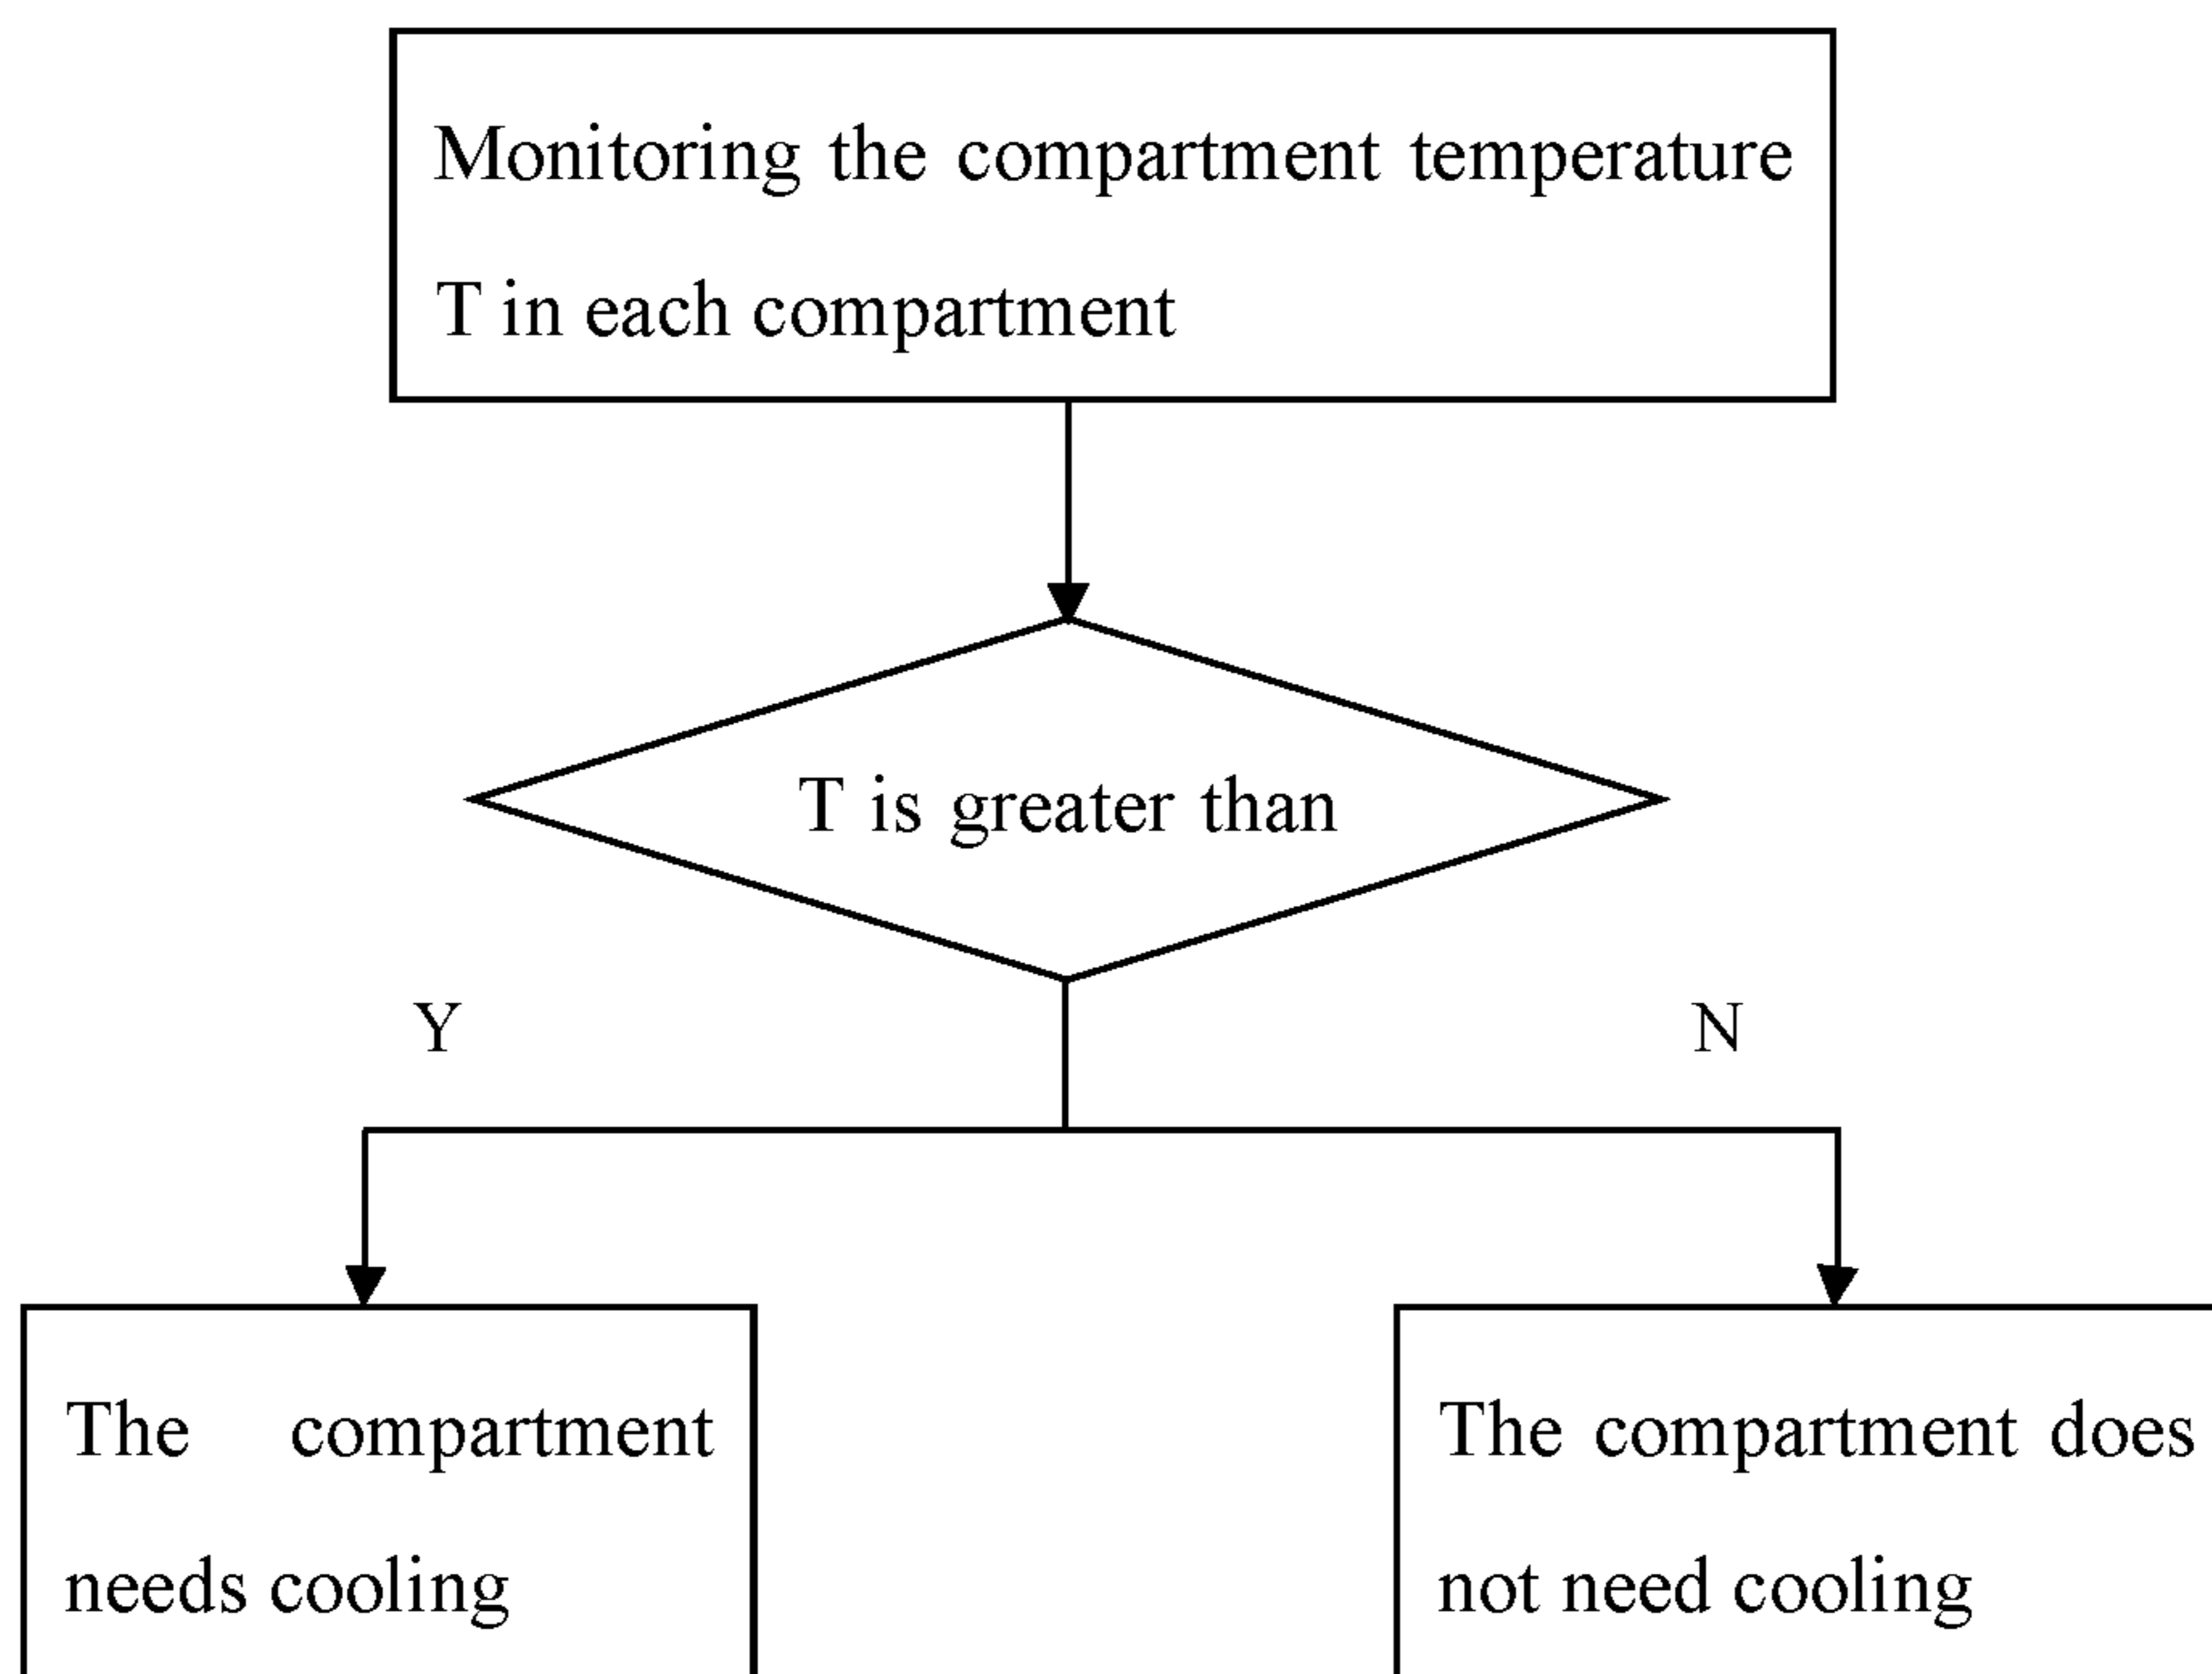 Monitoring the compartment temperature
T in each compartment
T is greater than
Y
N
The compartment
needs cooling
The compartment does
not need cooling